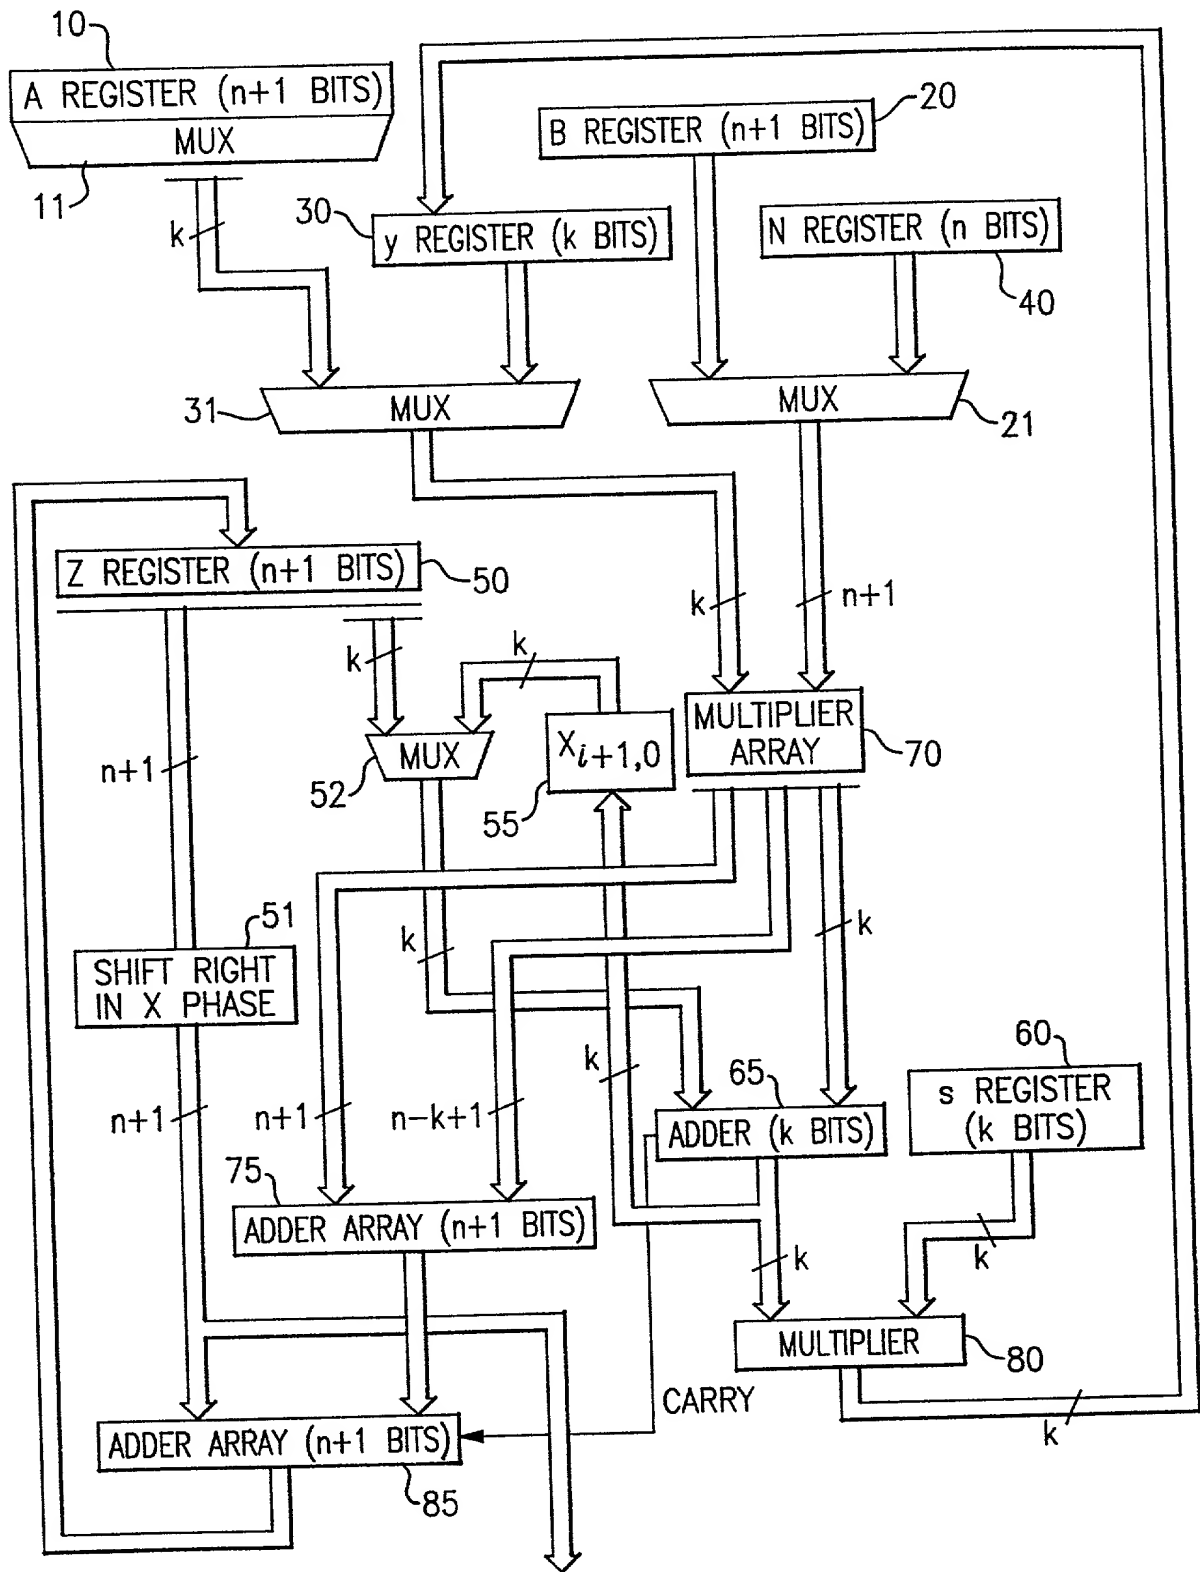 10
A REGISTER (n+1 BITS)
MUX
11
k
20
B REGISTER (n+1 BITS)
30
y REGISTER (k BITS)
N REGISTER (n BITS)
40
31
MUX
MUX
21
Z REGISTER (n+1 BITS)
50
k
n+1
k
k
n+1
MUX
52
X_{i+1,0}
55
MULTIPLIER
ARRAY
70
51
SHIFT RIGHT
IN X PHASE
k
k
n+1
n+1
n-k+1
k
65
ADDER (k BITS)
60
s REGISTER
(k BITS)
75
ADDER ARRAY (n+1 BITS)
k
k
MULTIPLIER
80
CARRY
k
ADDER ARRAY (n+1 BITS)
85